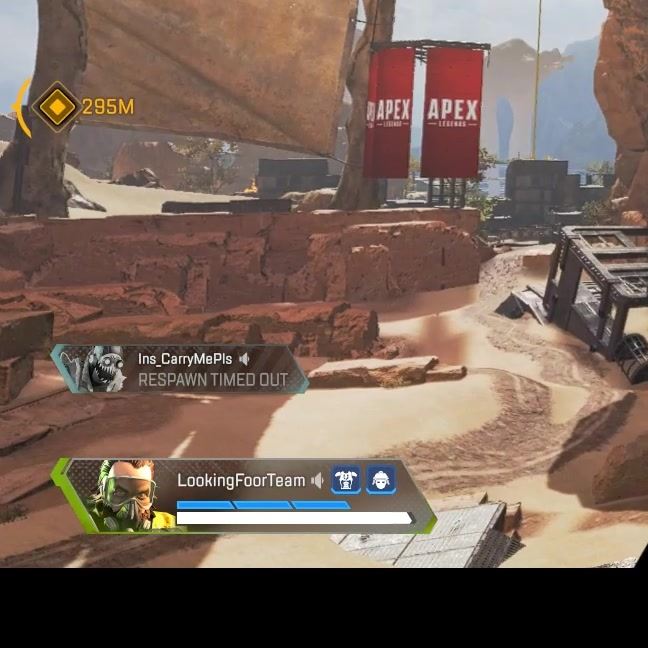 295M
APEX
LEGENDS
APEX
LEGENDS
Ins_CarryMePls
RESPAWN TIMED OUT
LookingFoorTeam